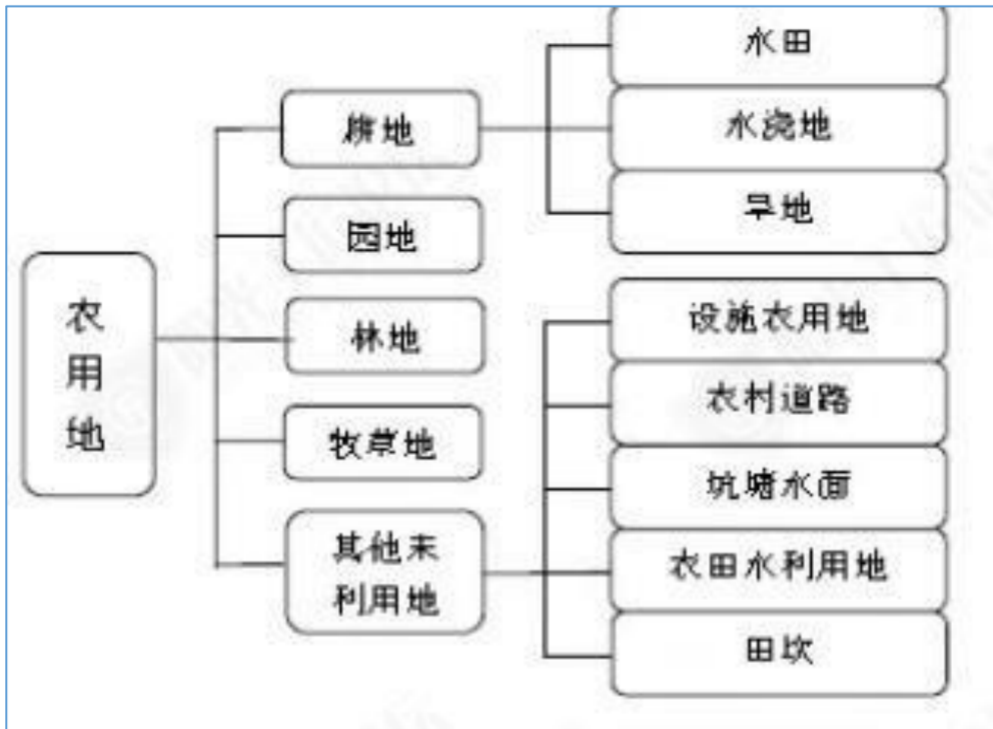 农
用
地
耕地
园地
林地
牧草地
其他未
利用地
水田
水浇地
旱地
设施农用地
农村道路
坑塘水面
农田水利用地
田坎